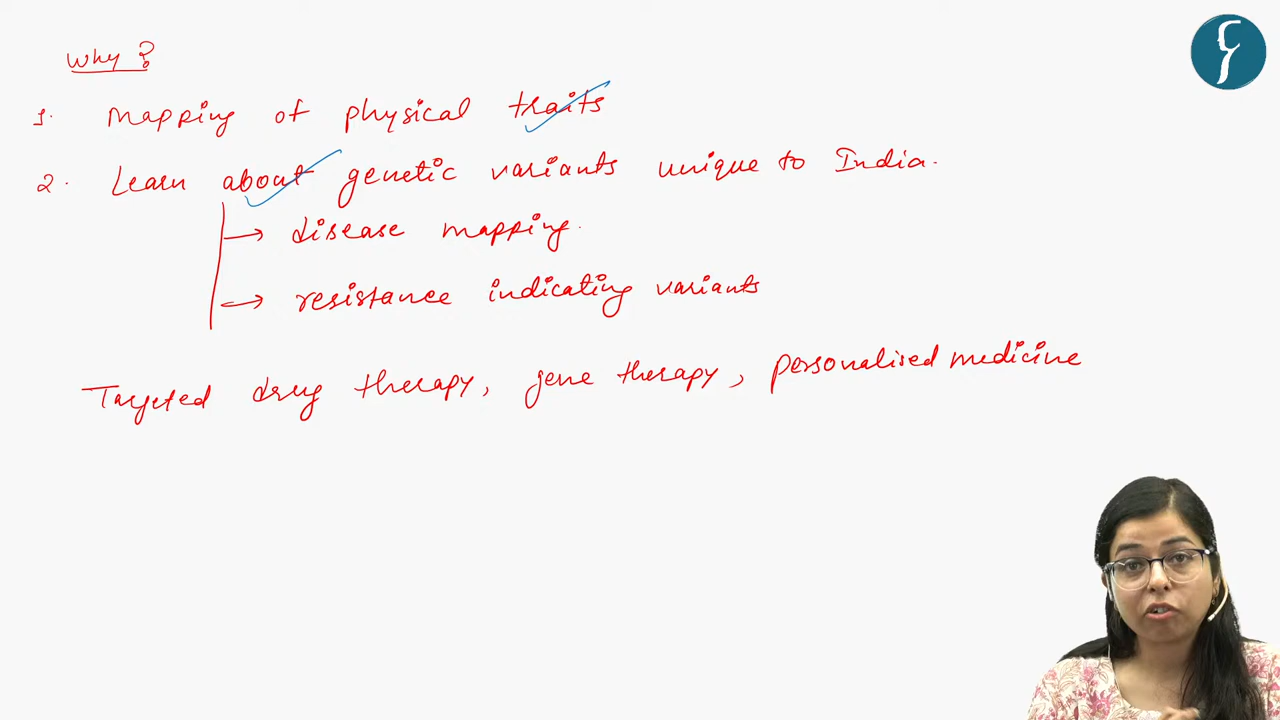 Why?
1. Mapping of physical traits
2. Learn about genetic variants unique to India.
→ disease mapping.
→ resistance indicating variants
Targeted drug therapy, gene therapy, personalised medicine